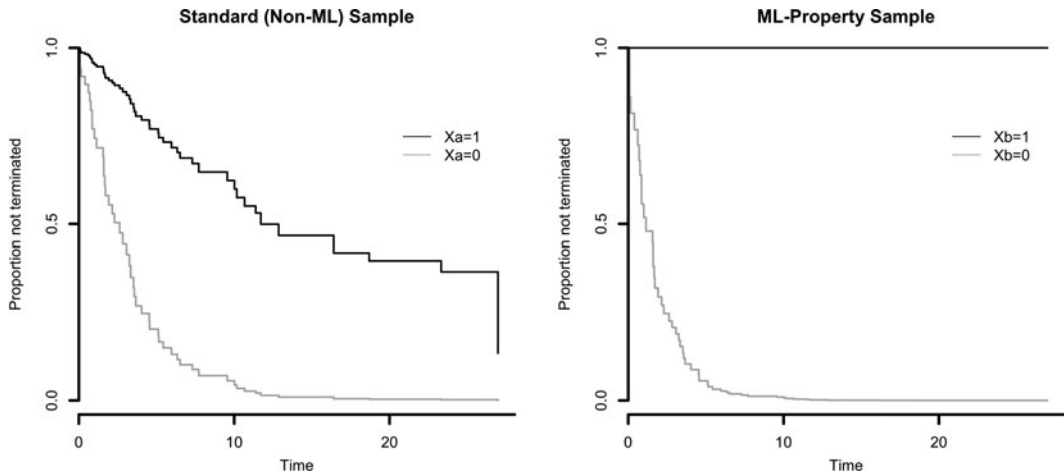 Standard (Non-ML) Sample
Proportion not terminated
1.0
0.5
0.0
Xa=1
Xa=0
0
10
20
Time
ML-Property Sample
Proportion not terminated
1.0
0.5
0.0
Xb=1
Xb=0
0
10
20
Time